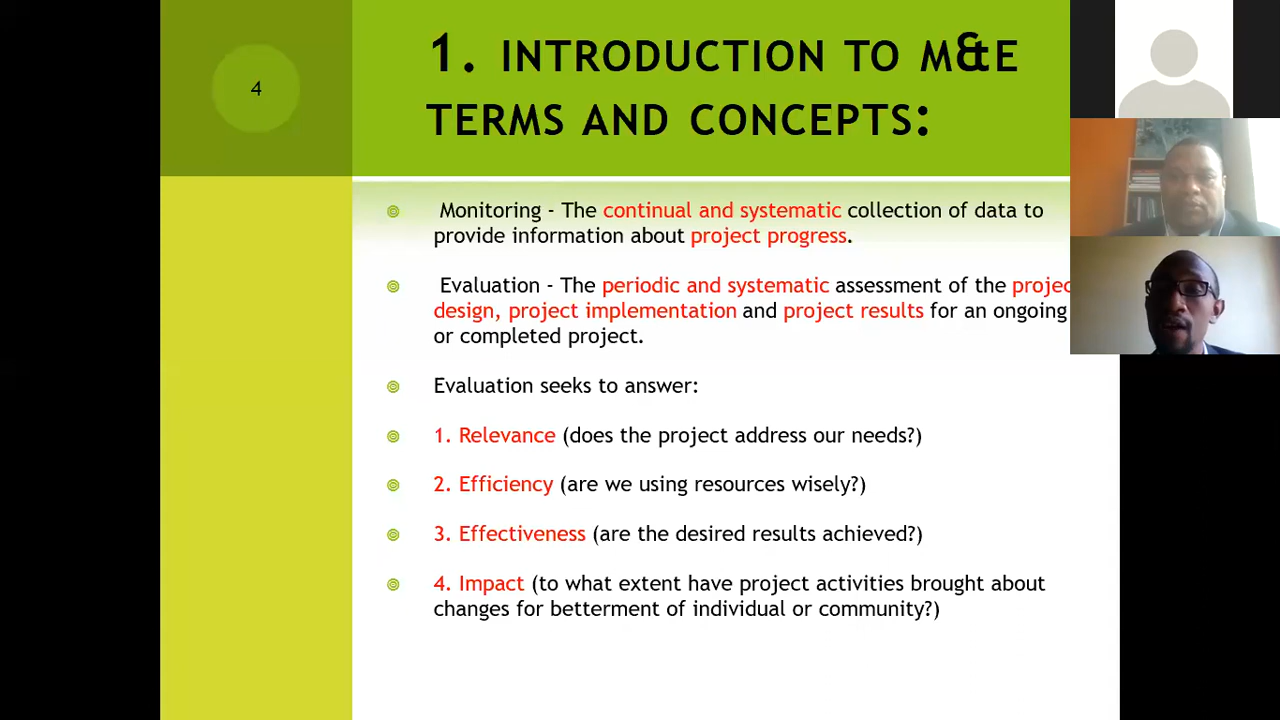 4
1. INTRODUCTION TO M&E
TERMS AND CONCEPTS:
Monitoring - The continual and systematic collection of data to
provide information about project progress.
Evaluation - The periodic and systematic assessment of the projec
design, project implementation and project results for an ongoing
or completed project.
Evaluation seeks to answer:
1. Relevance (does the project address our needs?)
2. Efficiency (are we using resources wisely?)
3. Effectiveness (are the desired results achieved?)
4. Impact (to what extent have project activities brought about
changes for betterment of individual or community?)